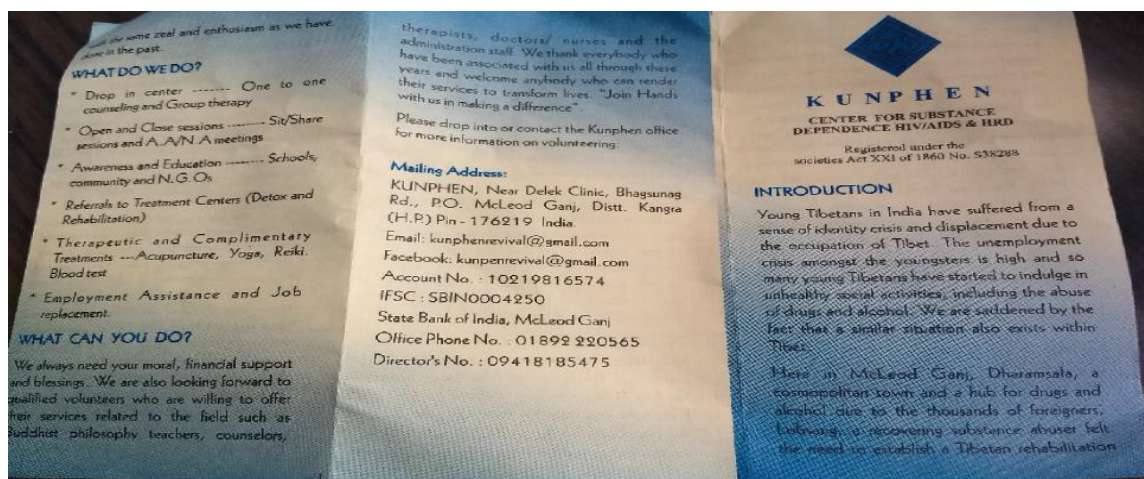 with the same zeal and enthusiasm as we have
done in the past.
WHAT DO WE DO?
* Drop in center ------- One to one
counseling and Group therapy
* Open and Close sessions -------- Sit/Share
sessions and A.A/N.A meetings
* Awareness and Education -------- Schools,
community and N.G.Os
* Referrals to Treatment Centers (Detox and
Rehabilitation)
* Therapeutic and Complimentary
Treatments ---Acupuncture, Yoga, Reiki.
Blood test
* Employment Assistance and Job
replacement.
WHAT CAN YOU DO?
We always need your moral, financial support
and blessings. We are also looking forward to
qualified volunteers who are willing to offer
their services related to the field such as
Buddhist philosophy teachers, counselors,
therapists, doctors/ nurses and the
administration staff. We thank everybody who
have been associated with us all through these
years and welcome anybody who can render
their services to transform lives. "Join Hands
with us in making a difference".
Please drop into or contact the Kunphen office
for more information on volunteering:
Mailing Address:
KUNPHEN, Near Delek Clinic, Bhagsunag
Rd., P.O. McLeod Ganj, Distt. Kangra
(H.P.) Pin - 176219 India.
Email: kunphenrevival@gmail.com
Facebook: kunpenrevival@gmail.com
Account No. : 10219816574
IFSC : SBIN0004250
State Bank of India, McLeod Ganj
Office Phone No. : 01892 220565
Director's No. : 09418185475
KUNPHEN
CENTER FOR SUBSTANCE
DEPENDENCE HIV/AIDS & HRD
Registered under the
societies Act XXI of 1860 No. S38288
INTRODUCTION
Young Tibetans in India have suffered from a
sense of identity crisis and displacement due to
the occupation of Tibet. The unemployment
crisis amongst the youngsters is high and so
many young Tibetans have started to indulge in
unhealthy social activities, including the abuse
of drugs and alcohol. We are saddened by the
fact that a similar situation also exists within
Tibet.
Here in McLeod Ganj, Dharamsala, a
cosmopolitan town and a hub for drugs and
alcohol due to the thousands of foreigners,
Lobsang, a recovering substance abuser felt
the need to establish a Tibetan rehabilitation